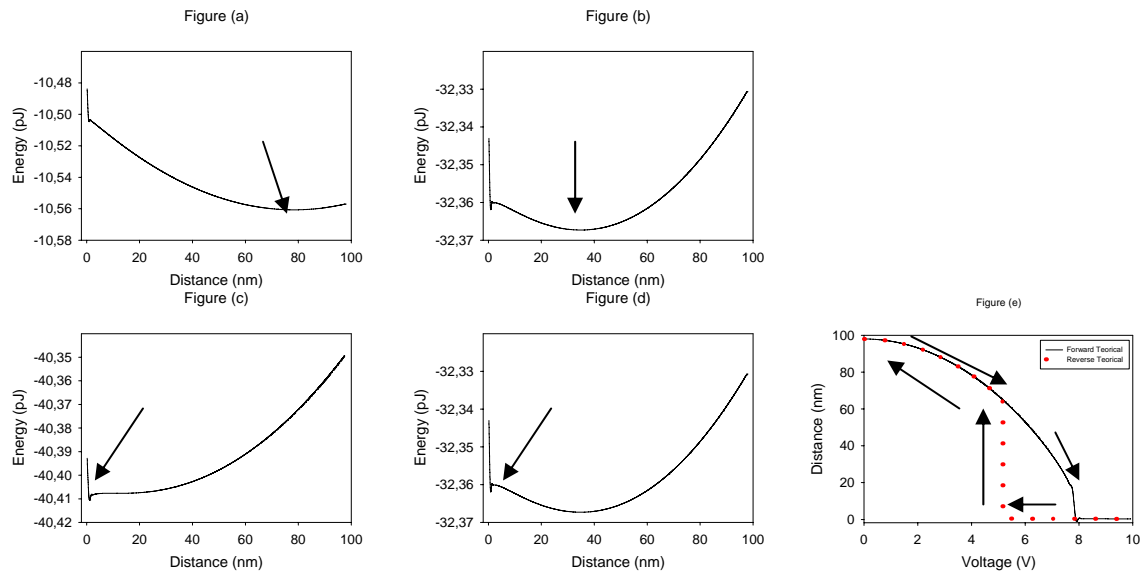 Figure (a)
Energy (pJ)
-10,48
-10,50
-10,52
-10,54
-10,56
-10,58
0 20 40 60 80 100
Distance (nm)
Figure (b)
Energy (pJ)
-32,33
-32,34
-32,35
-32,36
-32,37
0 20 40 60 80 100
Distance (nm)
Figure (c)
Energy (pJ)
-40,35
-40,36
-40,37
-40,38
-40,39
-40,40
-40,41
-40,42
0 20 40 60 80 100
Distance (nm)
Figure (d)
Energy (pJ)
-32,33
-32,34
-32,35
-32,36
-32,37
0 20 40 60 80 100
Distance (nm)
Figure (e)
Distance (nm)
100
80
60
40
20
0
Forward Teorical
Reverse Teorical
0 2 4 6 8 10
Voltage (V)